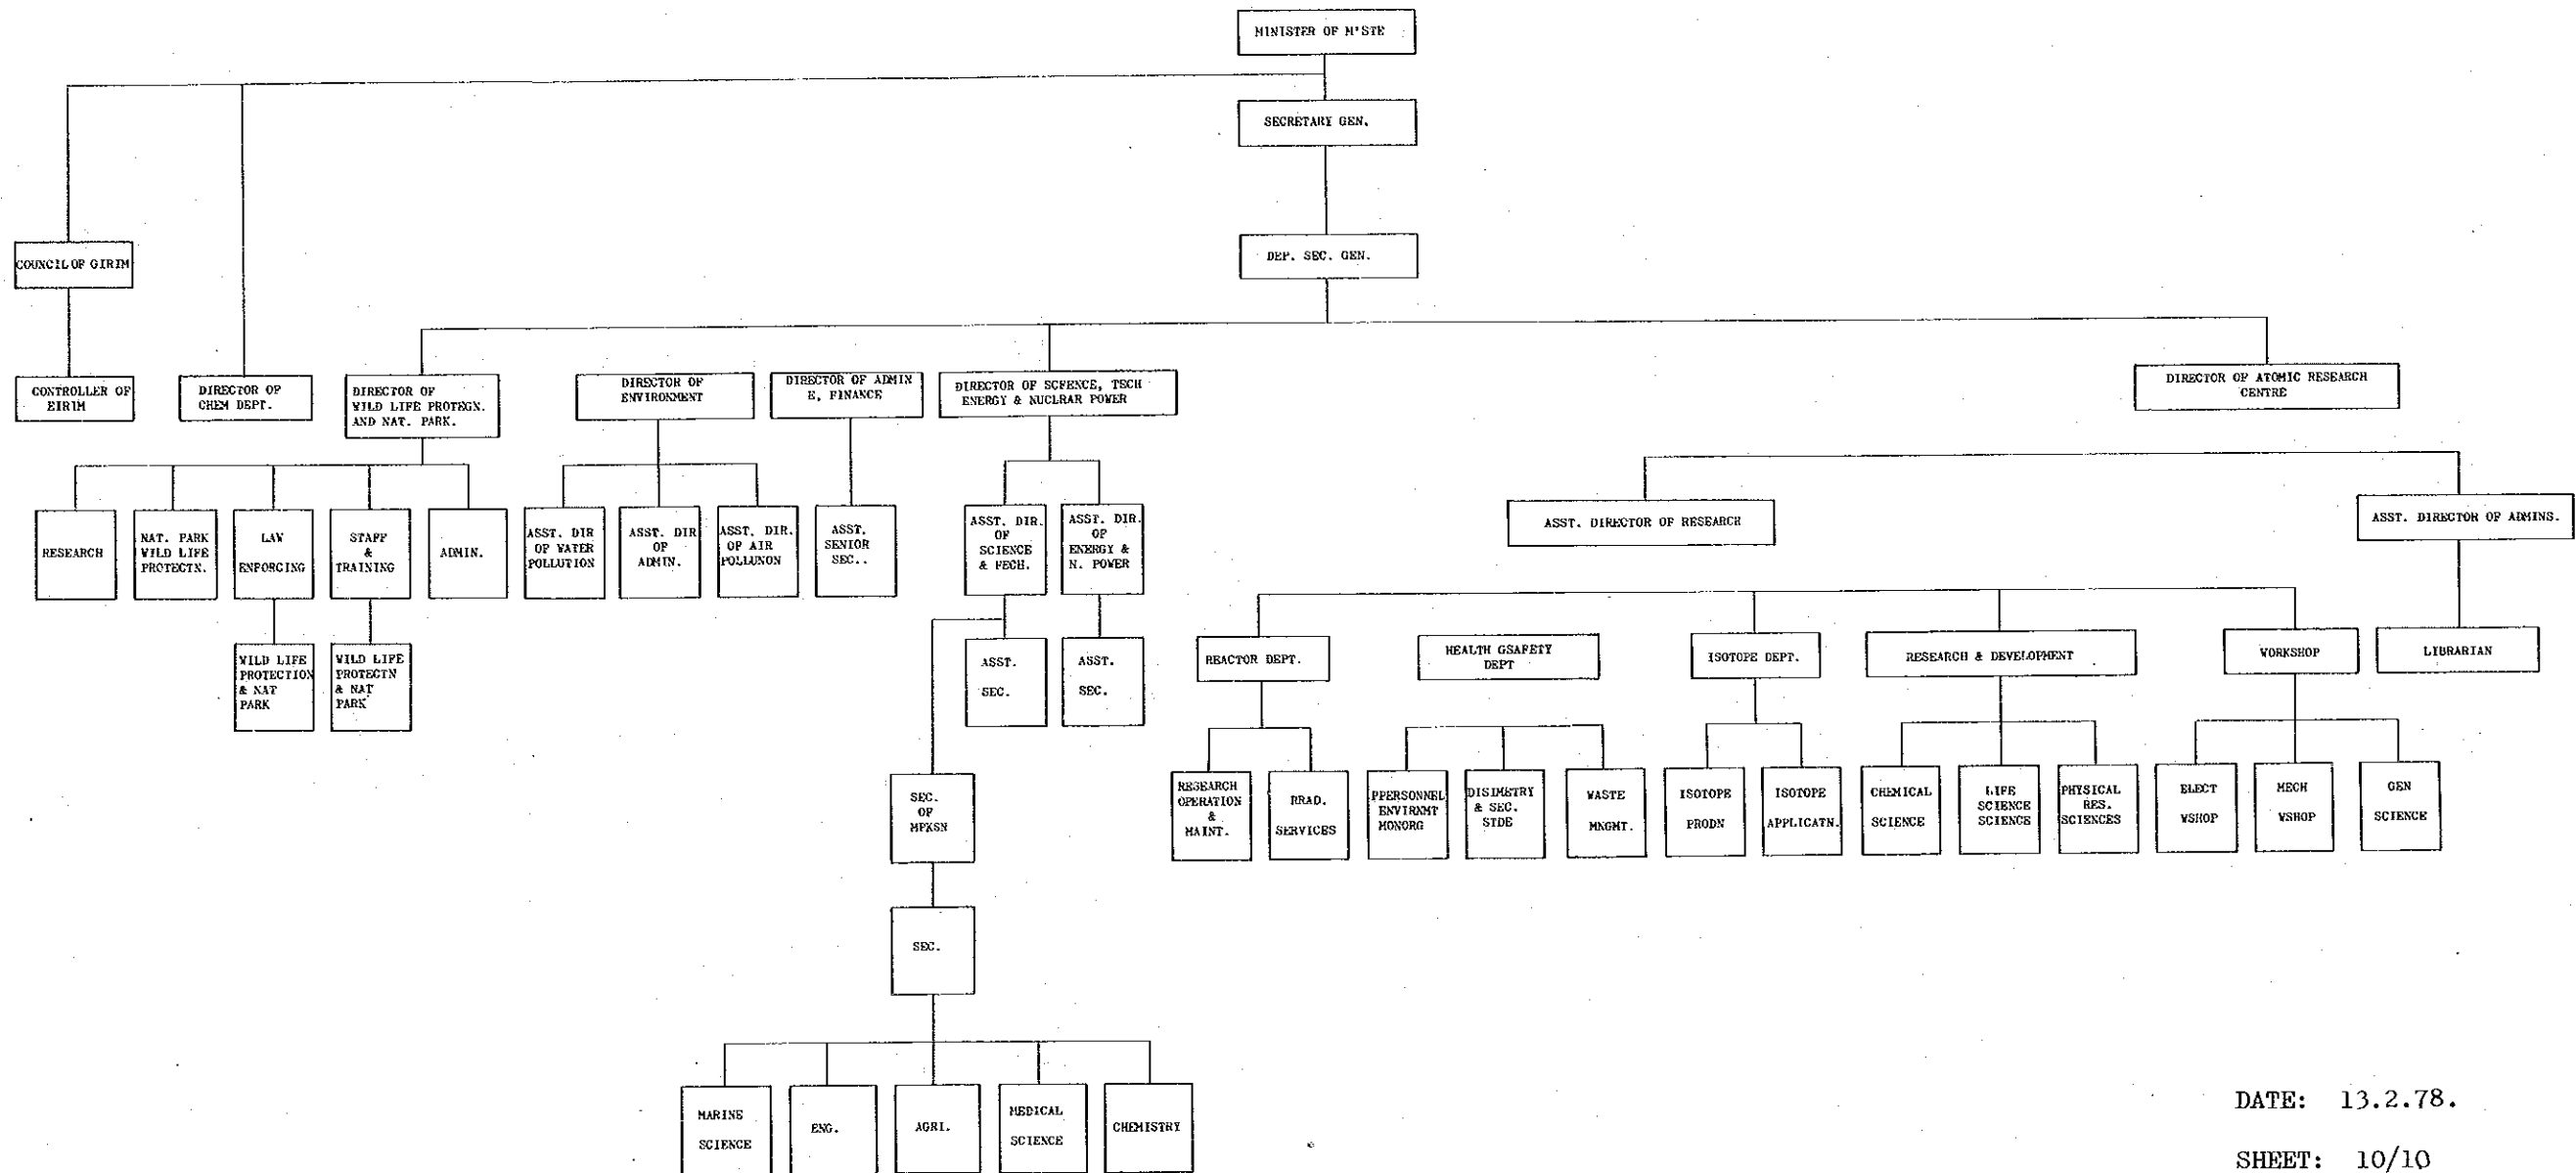 MINISTER OF M'STE
SECRETARY GEN.
COUNCIL OF GIRIM
DEP. SEC. GEN.
CONTROLLER OF
EIRIM
DIRECTOR OF
CHEM DEPT.
DIRECTOR OF
WILD LIFE PROTEGN.
AND NAT. PARK.
DIRECTOR OF
ENVIRONMENT
DIRECTOR OF ADMIN
E, FINANCE
DIRECTOR OF SCFENCE, TECH
ENERGY & NUCLRAR POWER
DIRECTOR OF ATOMIC RESEARCH
CENTRE
RESEARCH
NAT. PARK
WILD LIFE
PROTECTN.
LAW
ENFORCING
STAFF
&
TRAINING
ADMIN.
ASST. DIR
OF WATER
POLLUTION
ASST. DIR
OF
ADMIN.
ASST. DIR.
OF AIR
POLLUNON
ASST.
SENIOR
SEC..
ASST. DIR.
OF
SCIENCE
& FECH.
ASST. DIR.
OF
ENERGY &
N. POWER
ASST. DIRECTOR OF RESEARCH
ASST. DIRECTOR OF ADMINS.
WILD LIFE
PROTECTION
& NAT
PARK
WILD LIFE
PROTECTN
& NAT
PARK
ASST.
SEC.
ASST.
SEC.
REACTOR DEPT.
HEALTH GSAFETY
DEPT
ISOTOPE DEPT.
RESEARCH & DEVELOPMENT
WORKSHOP
LIBRARIAN
SEC.
OF
MPKSN
RESEARCH
OPERATION
&
MAINT.
RRAD.
SERVICES
PPERSONNEL
ENVIRNMT
MONORG
DISIMETRY
& SEC.
STDE
WASTE
MNGMT.
ISOTOPE
PRODN
ISOTOPE
APPLICATN.
CHEMICAL
SCIENCE
LIFE
SCIENCE
SCIENCE
PHYSICAL
RES.
SCIENCES
ELECT
WSHOP
MECH
WSHOP
GEN
SCIENCE
SEC.
MARINE
SCIENCE
ENG.
AGRI.
MEDICAL
SCIENCE
CHEMISTRY
DATE: 13.2.78.
SHEET: 10/10